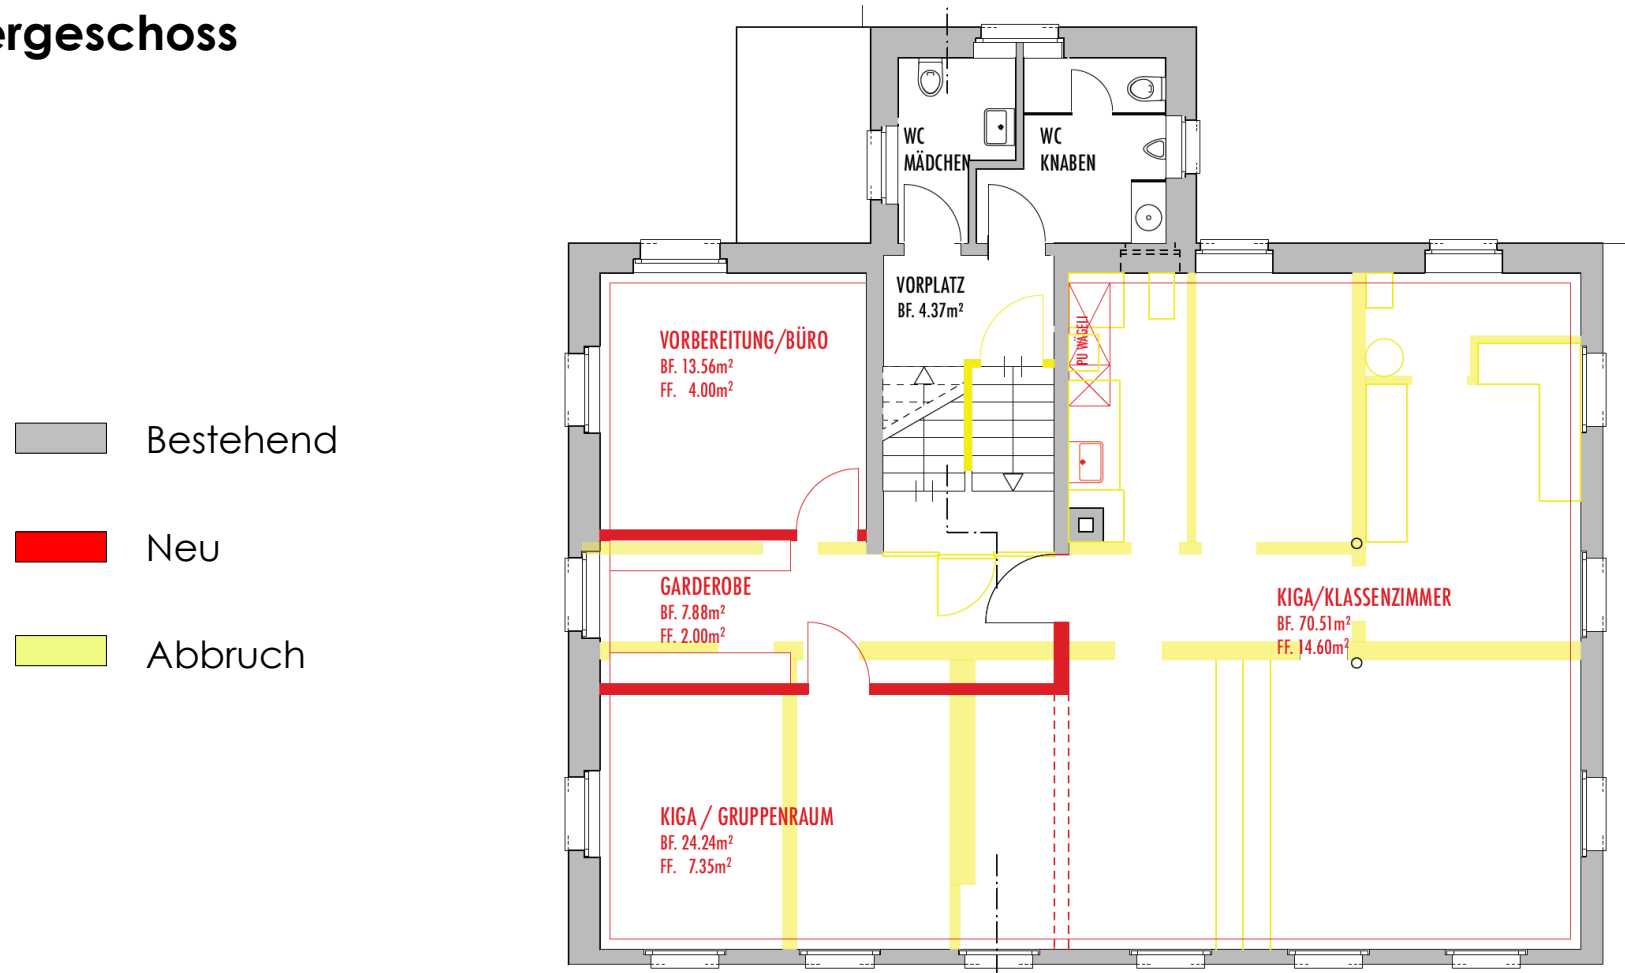 ergeschoss
WC
MÄDCHEN
WC
KNABEN
VORPLATZ
BF. 4.37m²
PU WÄGELI
VORBEREITUNG/BÜRO
BF. 13.56m²
FF. 4.00m²
Bestehend
Neu
Abbruch
GARDEROBE
BF. 7.88m²
FF. 2.00m²
KIGA/KLASSENZIMMER
BF. 70.51m²
FF. 14.60m²
KIGA / GRUPPENRAUM
BF. 24.24m²
FF. 7.35m²